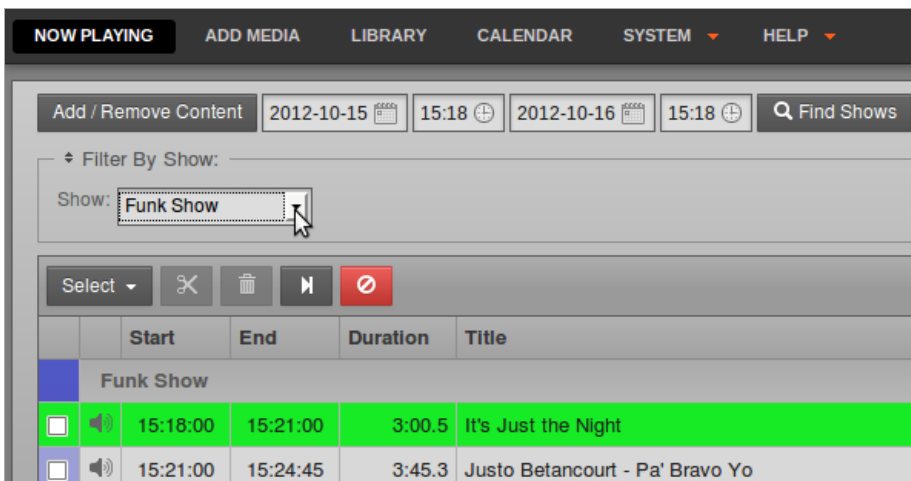 NOW PLAYING ADD MEDIA LIBRARY CALENDAR SYSTEM HELP
Add / Remove Content 2012-10-15 15:18 2012-10-16 15:18 Find Shows
Filter By Show:
Show: Funk Show
Select
Start End Duration Title
Funk Show
15:18:00 15:21:00 3:00.5 It's Just the Night
15:21:00 15:24:45 3:45.3 Justo Betancourt - Pa' Bravo Yo